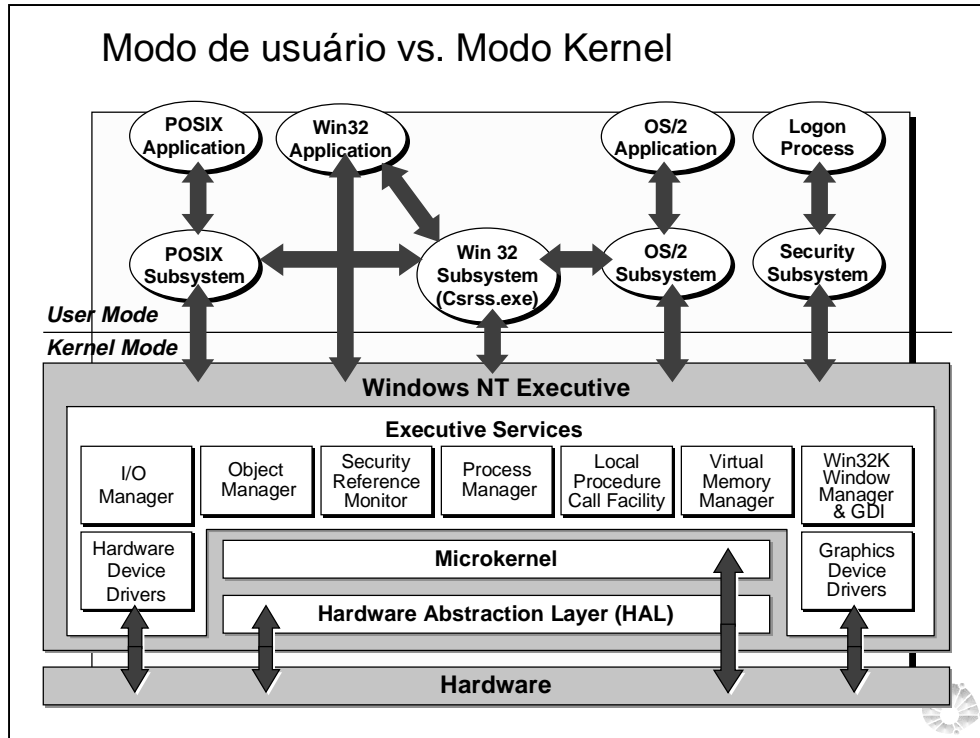 Modo de usuário vs. Modo Kernel
POSIX
Application
Win32
Application
OS/2
Application
Logon
Process
POSIX
Subsystem
Win 32
Subsystem
(Csrss.exe)
OS/2
Subsystem
Security
Subsystem
User Mode
Kernel Mode
Windows NT Executive
Executive Services
I/O
Manager
Object
Manager
Security
Reference
Monitor
Process
Manager
Local
Procedure
Call Facility
Virtual
Memory
Manager
Win32K
Window
Manager
& GDI
Hardware
Device
Drivers
Microkernel
Graphics
Device
Drivers
Hardware Abstraction Layer (HAL)
Hardware